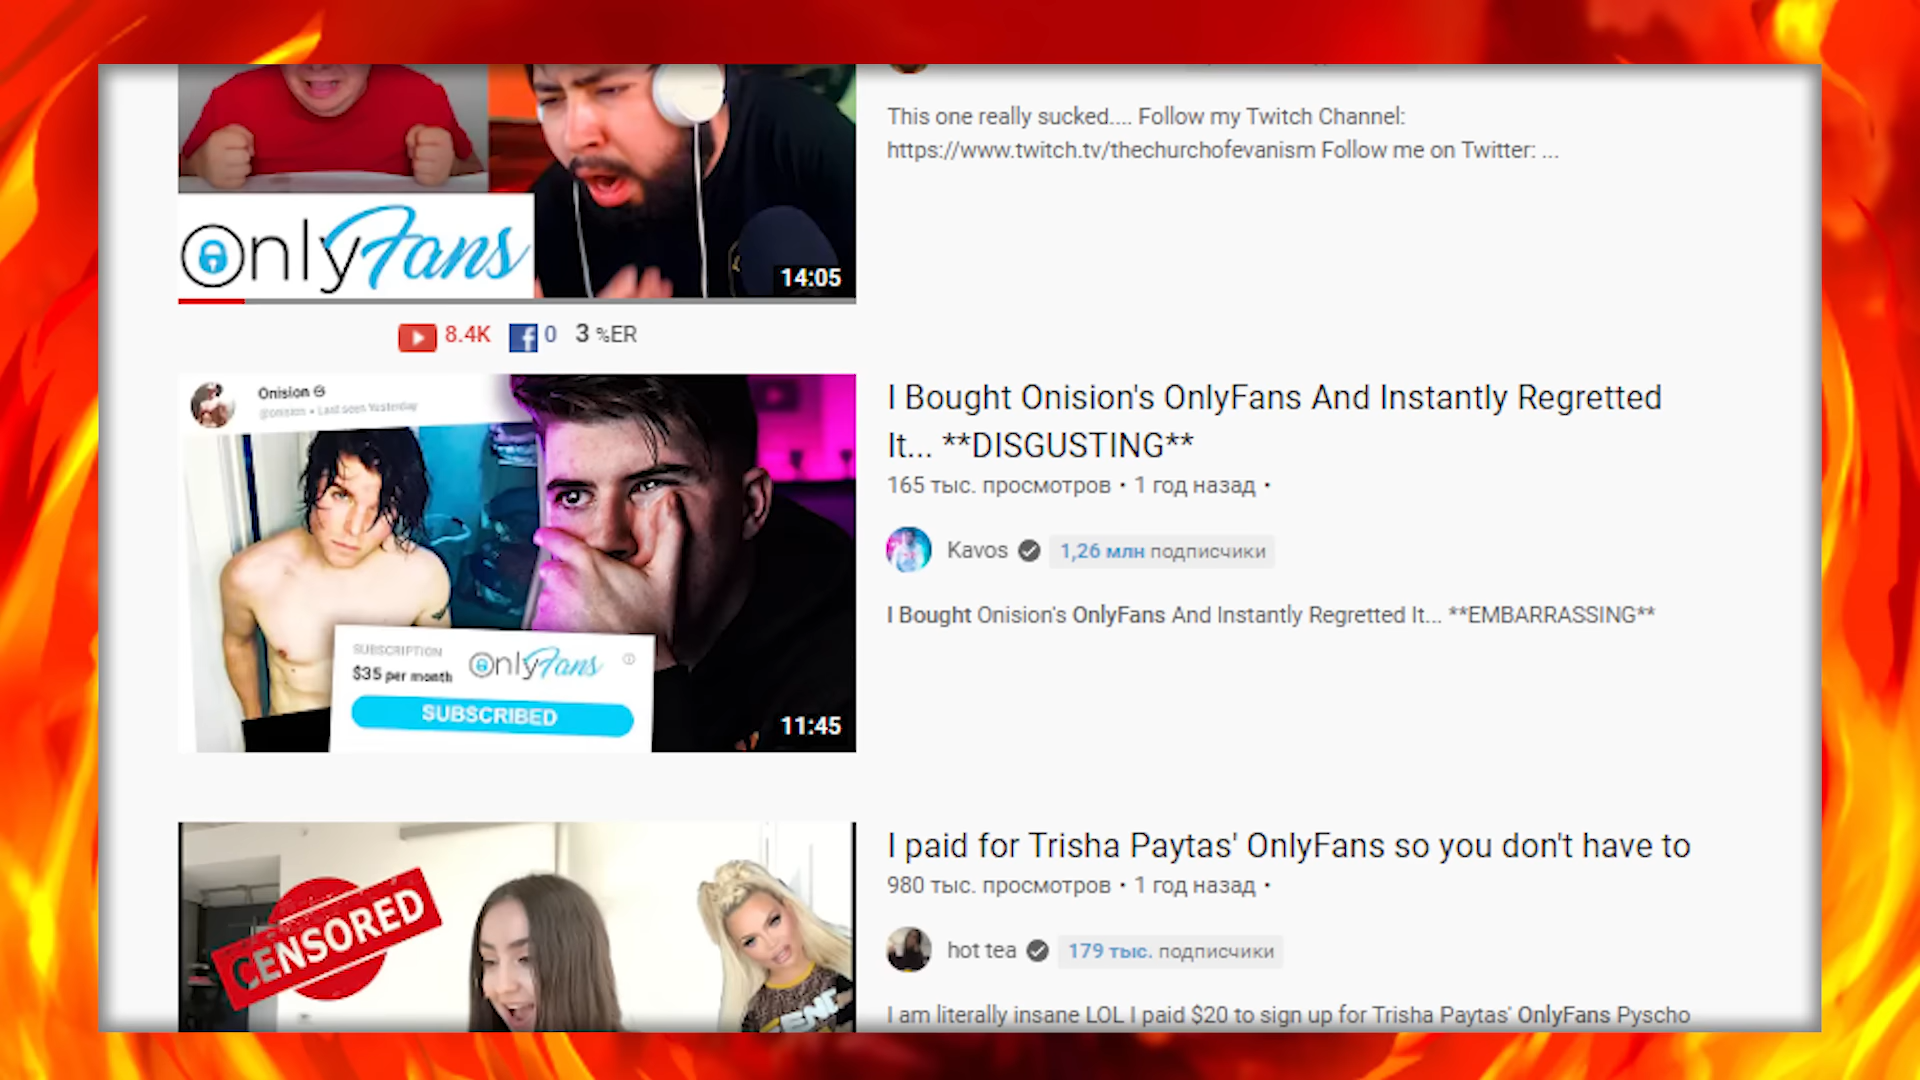 This one really sucked.... Follow my Twitch Channel:
https://www.twitch.tv/thechurchofevanism Follow me on Twitter: ...
OnlyFans
14:05
8.4K 0 3 %ER
Onision
@onision • Last seen Yesterday
SUBSCRIPTION
$35 per month
OnlyFans
SUBSCRIBED
11:45
I Bought Onision's OnlyFans And Instantly Regretted
It... **DISGUSTING**
165 тыс. просмотров • 1 год назад •
Kavos 1,26 млн подписчики
I Bought Onision's OnlyFans And Instantly Regretted It... **EMBARRASSING**
CENSORED
I paid for Trisha Paytas' OnlyFans so you don't have to
980 тыс. просмотров • 1 год назад •
hot tea 179 тыс. подписчики
I am literally insane LOL I paid $20 to sign up for Trisha Paytas' OnlyFans Pyscho